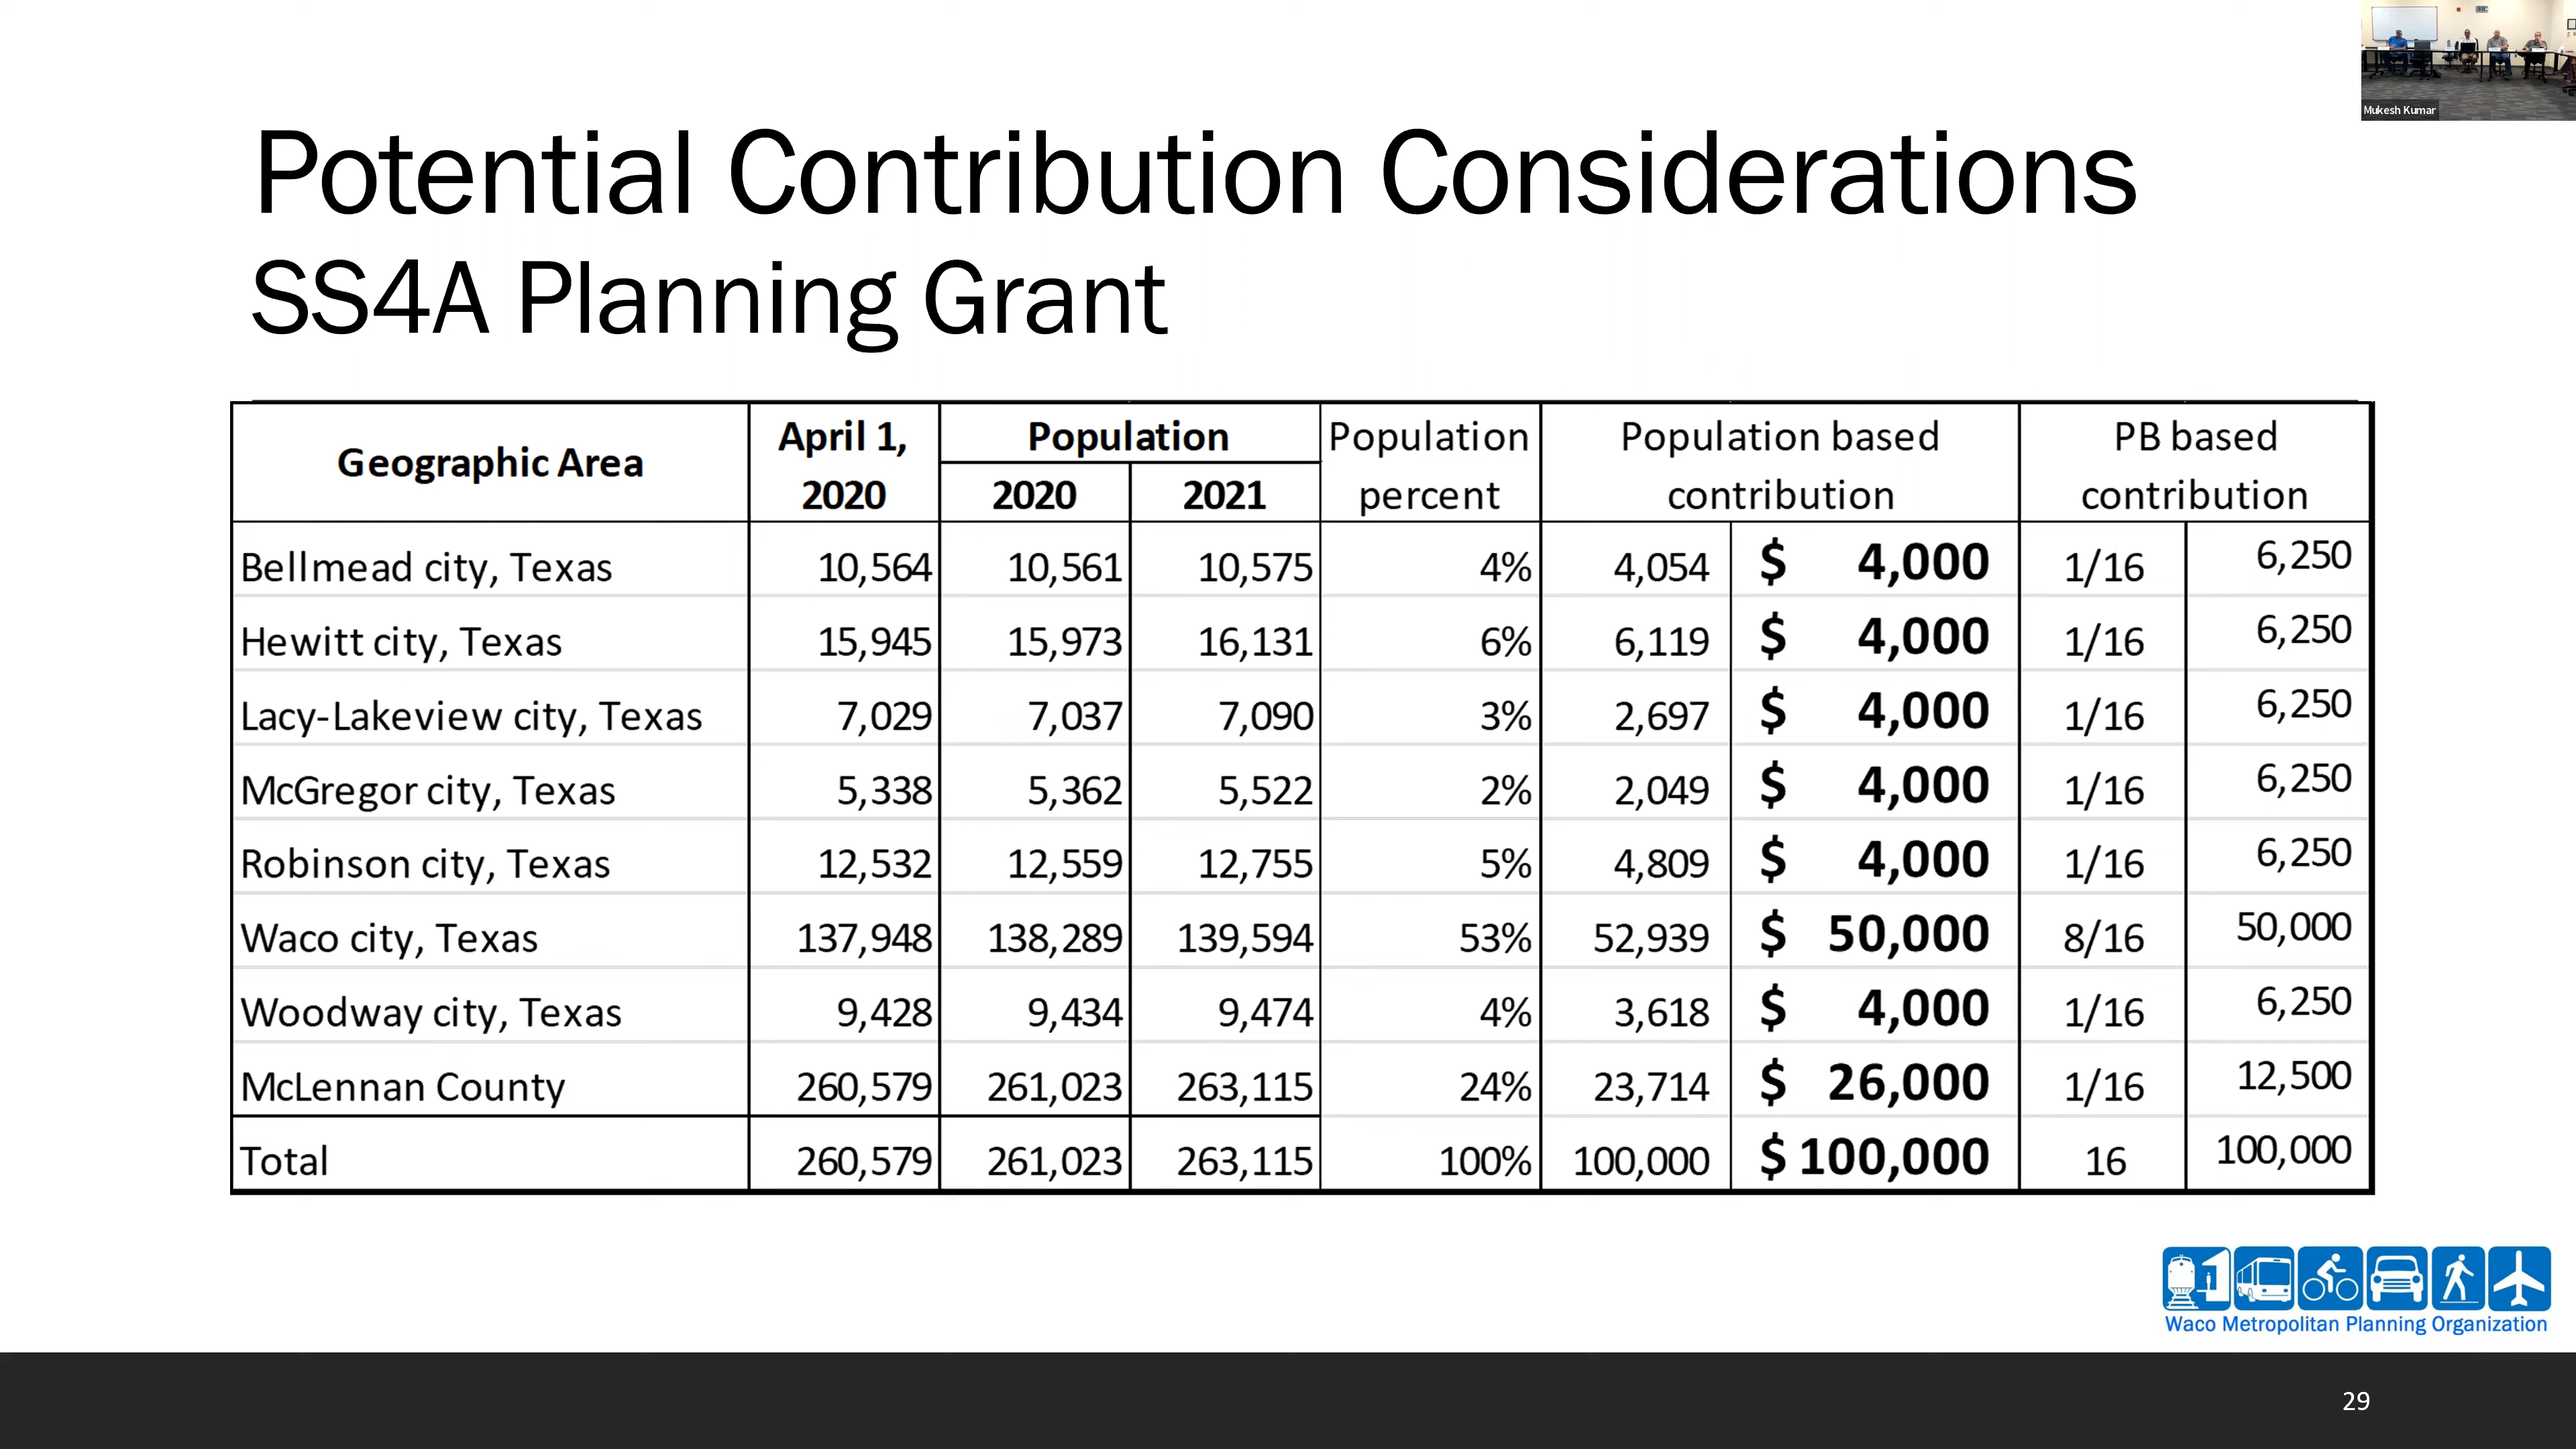 Mukesh Kumar
Potential Contribution Considerations
SS4A Planning Grant
Geographic Area April 1, 2020 Population 2020 2021 Population percent Population based contribution PB based contribution
Bellmead city, Texas 10,564 10,561 10,575 4% 4,054 $ 4,000 1/16 6,250
Hewitt city, Texas 15,945 15,973 16,131 6% 6,119 $ 4,000 1/16 6,250
Lacy-Lakeview city, Texas 7,029 7,037 7,090 3% 2,697 $ 4,000 1/16 6,250
McGregor city, Texas 5,338 5,362 5,522 2% 2,049 $ 4,000 1/16 6,250
Robinson city, Texas 12,532 12,559 12,755 5% 4,809 $ 4,000 1/16 6,250
Waco city, Texas 137,948 138,289 139,594 53% 52,939 $ 50,000 8/16 50,000
Woodway city, Texas 9,428 9,434 9,474 4% 3,618 $ 4,000 1/16 6,250
McLennan County 260,579 261,023 263,115 24% 23,714 $ 26,000 1/16 12,500
Total 260,579 261,023 263,115 100% 100,000 $ 100,000 16 100,000
Waco Metropolitan Planning Organization
29